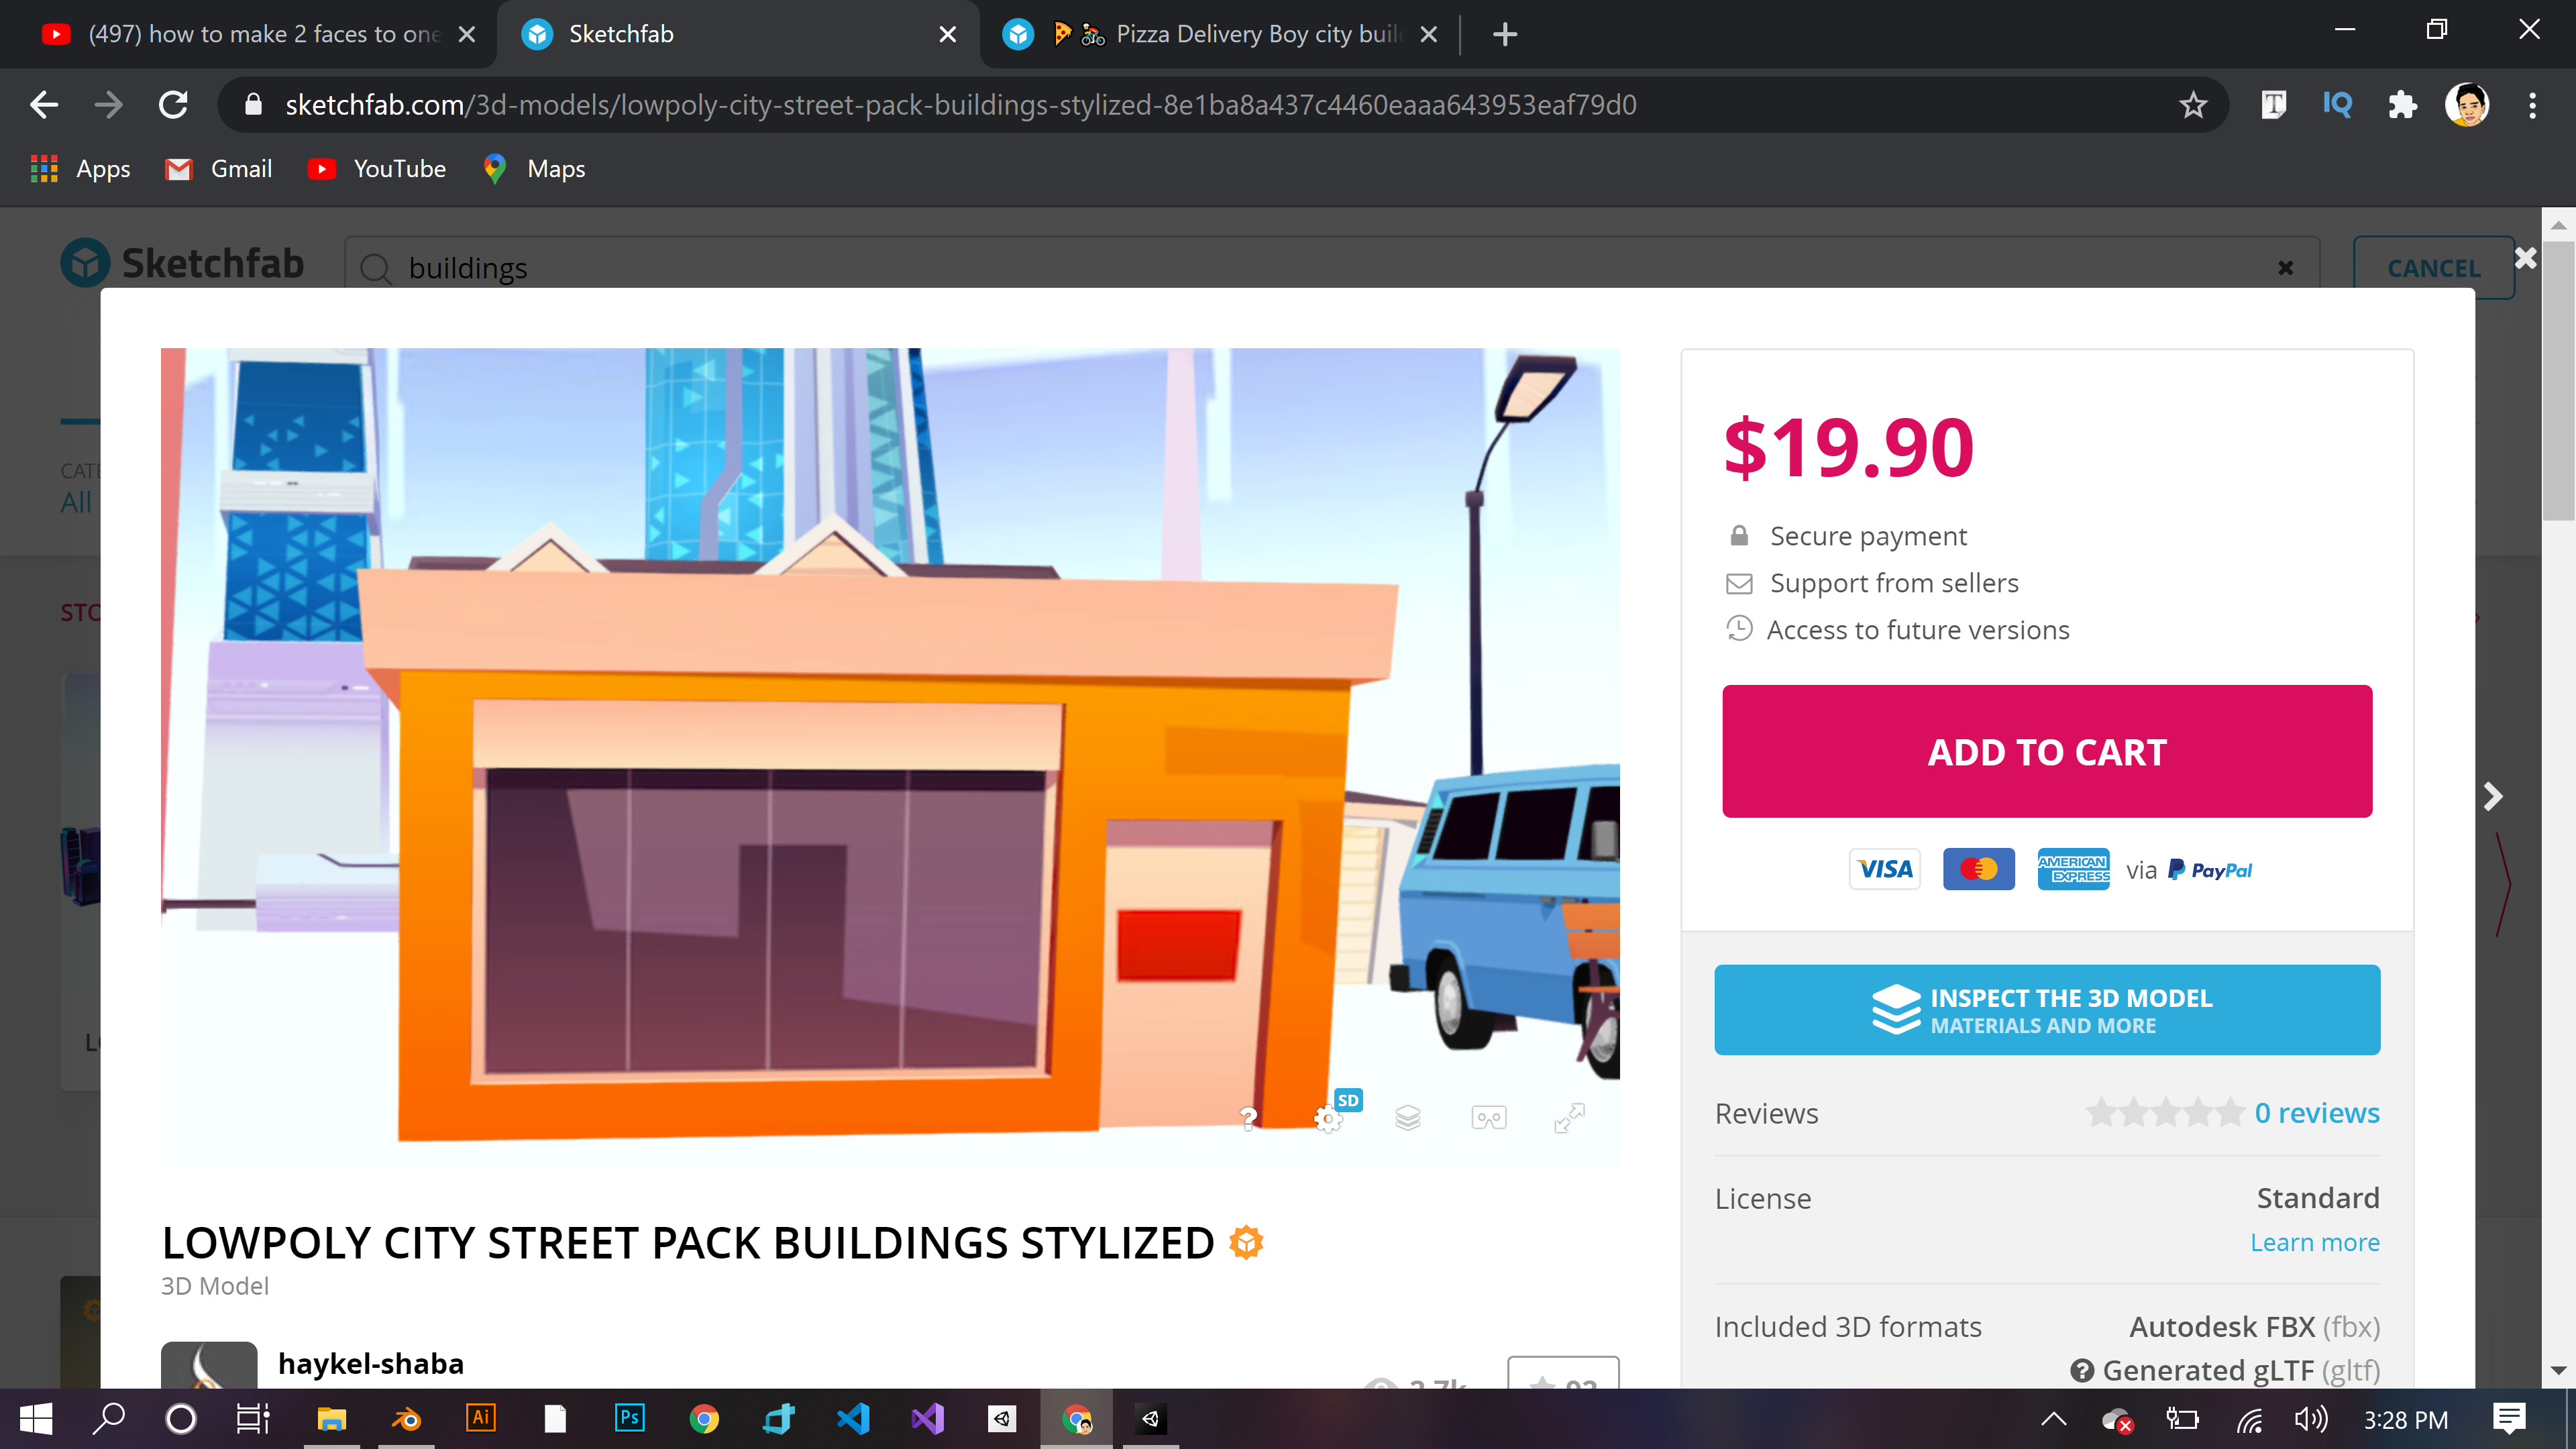 (497) how to make 2 faces to one
Sketchfab
Pizza Delivery Boy city buil
sketchfab.com/3d-models/lowpoly-city-street-pack-buildings-stylized-8e1ba8a437c4460eaaa643953eaf79d0
T
IQ
Apps
Gmail
YouTube
Maps
Sketchfab
buildings
CANCEL
CATE
All
STO
$19.90
Secure payment
Support from sellers
Access to future versions
ADD TO CART
VISA
AMERICAN EXPRESS
via PayPal
INSPECT THE 3D MODEL
MATERIALS AND MORE
SD
Reviews
0 reviews
License
Standard
Learn more
LOWPOLY CITY STREET PACK BUILDINGS STYLIZED
3D Model
haykel-shaba
Included 3D formats
Autodesk FBX (fbx)
Generated gLTF (gltf)
Ai
Ps
3:28 PM